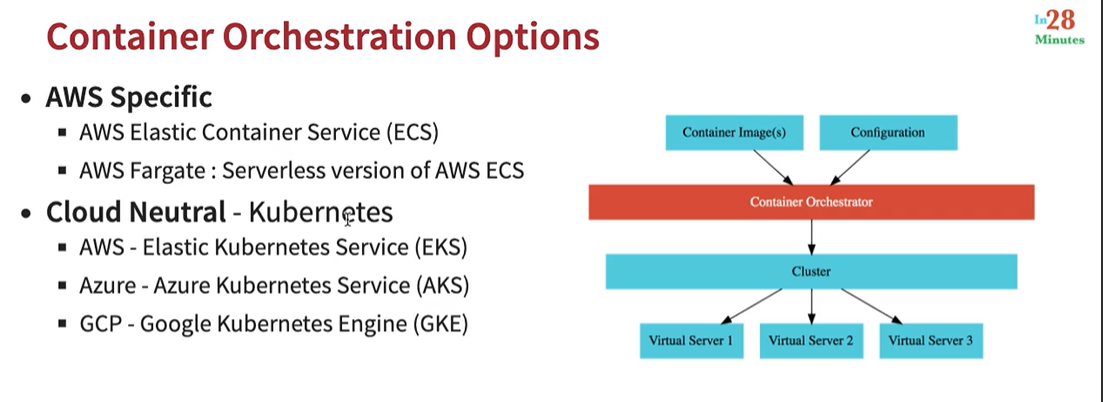 Container Orchestration Options
In28
Minutes
• AWS Specific
▪ AWS Elastic Container Service (ECS)
▪ AWS Fargate : Serverless version of AWS ECS
• Cloud Neutral - Kubernetes
▪ AWS - Elastic Kubernetes Service (EKS)
▪ Azure - Azure Kubernetes Service (AKS)
▪ GCP - Google Kubernetes Engine (GKE)
Container Image(s)
Configuration
Container Orchestrator
Cluster
Virtual Server 1
Virtual Server 2
Virtual Server 3